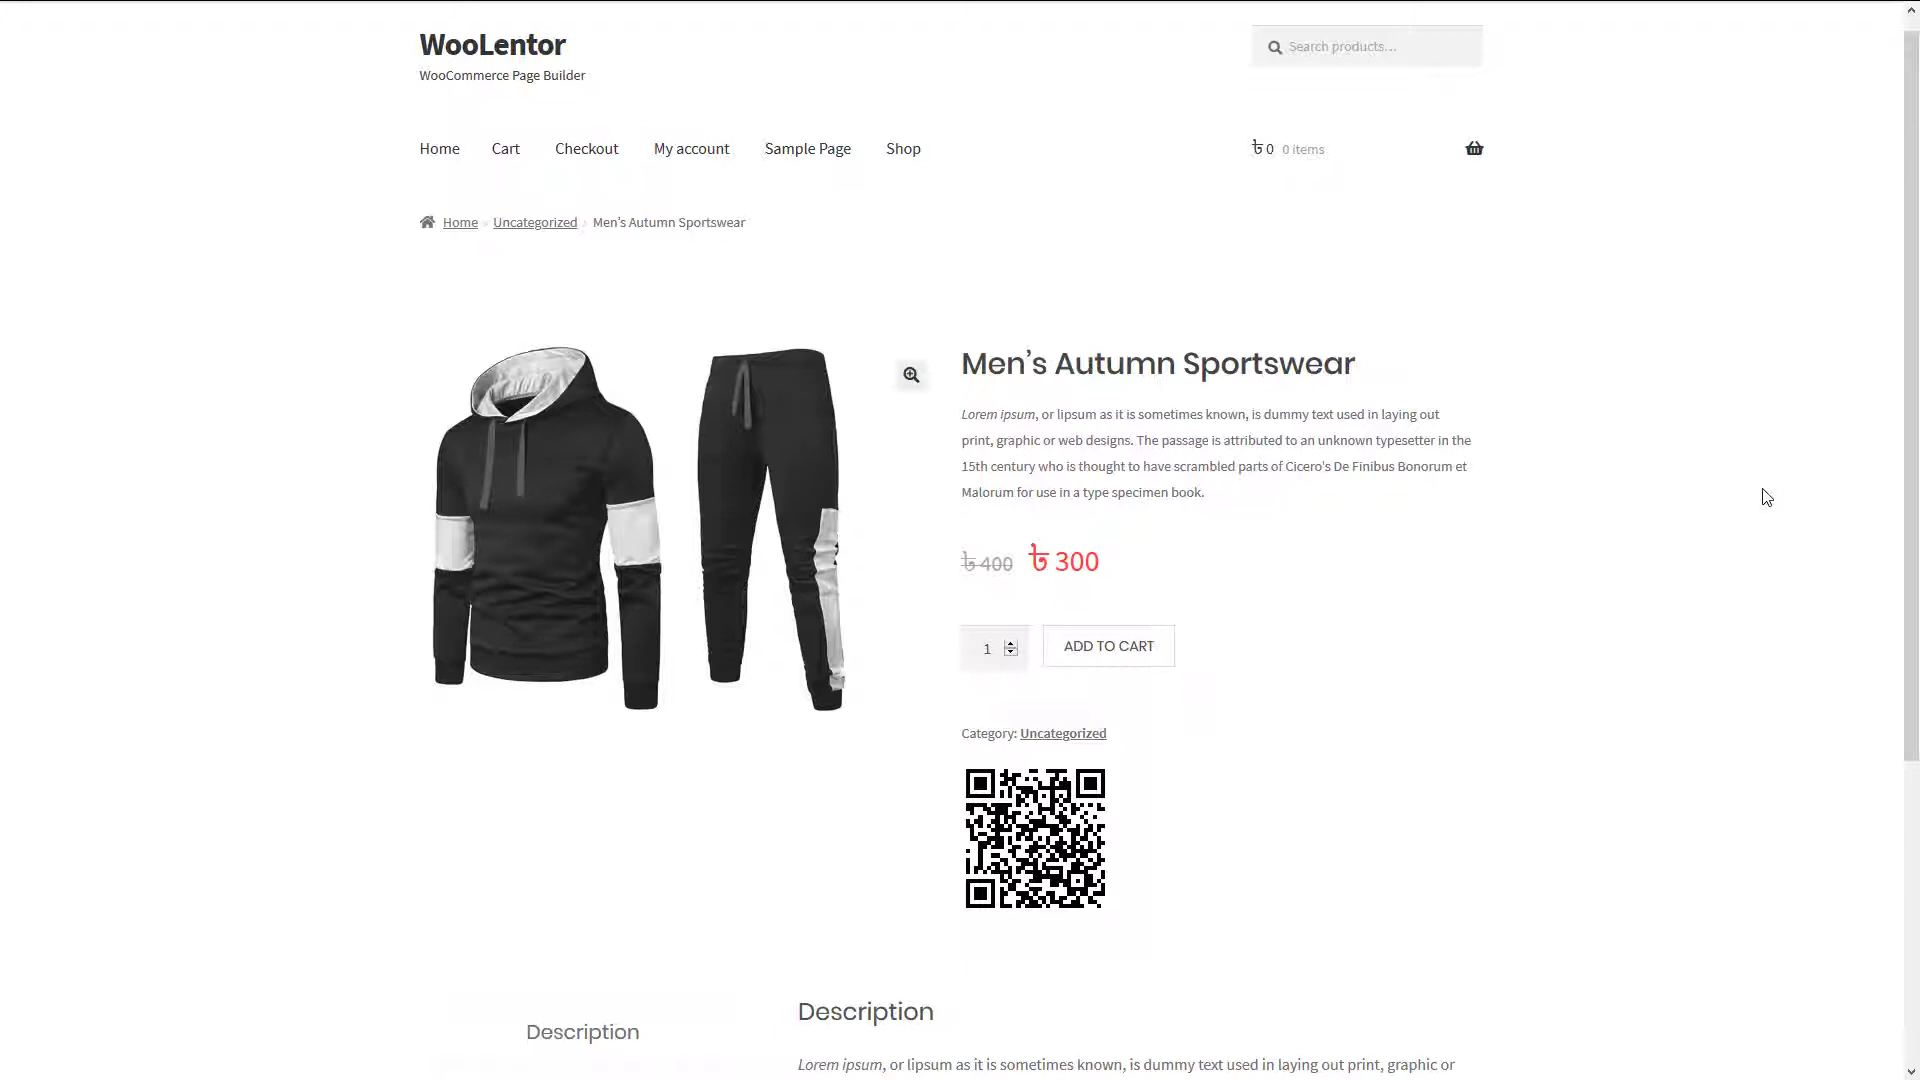 WooLentor
WooCommerce Page Builder
Search products…
Home Cart Checkout My account Sample Page Shop
৳ 0 0 items
Home Uncategorized Men’s Autumn Sportswear
Men’s Autumn Sportswear
Lorem ipsum, or lipsum as it is sometimes known, is dummy text used in laying out
print, graphic or web designs. The passage is attributed to an unknown typesetter in the
15th century who is thought to have scrambled parts of Cicero's De Finibus Bonorum et
Malorum for use in a type specimen book.
৳ 400 ৳ 300
1 ADD TO CART
Category: Uncategorized
Description
Description
Lorem ipsum, or lipsum as it is sometimes known, is dummy text used in laying out print, graphic or